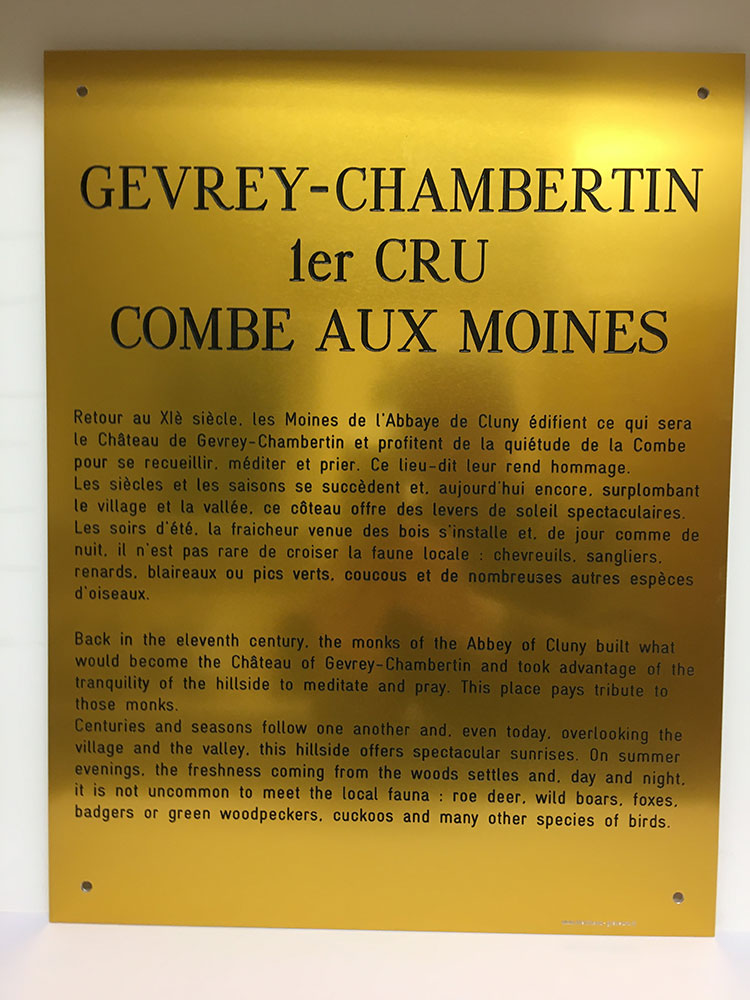 GEVREY-CHAMBERTIN
1er CRU
COMBE AUX MOINES
Retour au XIè siècle, les Moines de l'Abbaye de Cluny édifient ce qui sera
le Château de Gevrey-Chambertin et profitent de la quiétude de la Combe
pour se recueillir, méditer et prier. Ce lieu-dit leur rend hommage.
Les siècles et les saisons se succèdent et, aujourd'hui encore, surplombant
le village et la vallée, ce côteau offre des levers de soleil spectaculaires.
Les soirs d'été, la fraicheur venue des bois s'installe et, de jour comme de
nuit, il n'est pas rare de croiser la faune locale : chevreuils, sangliers,
renards, blaireaux ou pics verts, coucous et de nombreuses autres espèces
d'oiseaux.
Back in the eleventh century, the monks of the Abbey of Cluny built what
would become the Château of Gevrey-Chambertin and took advantage of the
tranquility of the hillside to meditate and pray. This place pays tribute to
those monks.
Centuries and seasons follow one another and, even today, overlooking the
village and the valley, this hillside offers spectacular sunrises. On summer
evenings, the freshness coming from the woods settles and, day and night,
it is not uncommon to meet the local fauna : roe deer, wild boars, foxes,
badgers or green woodpeckers, cuckoos and many other species of birds.